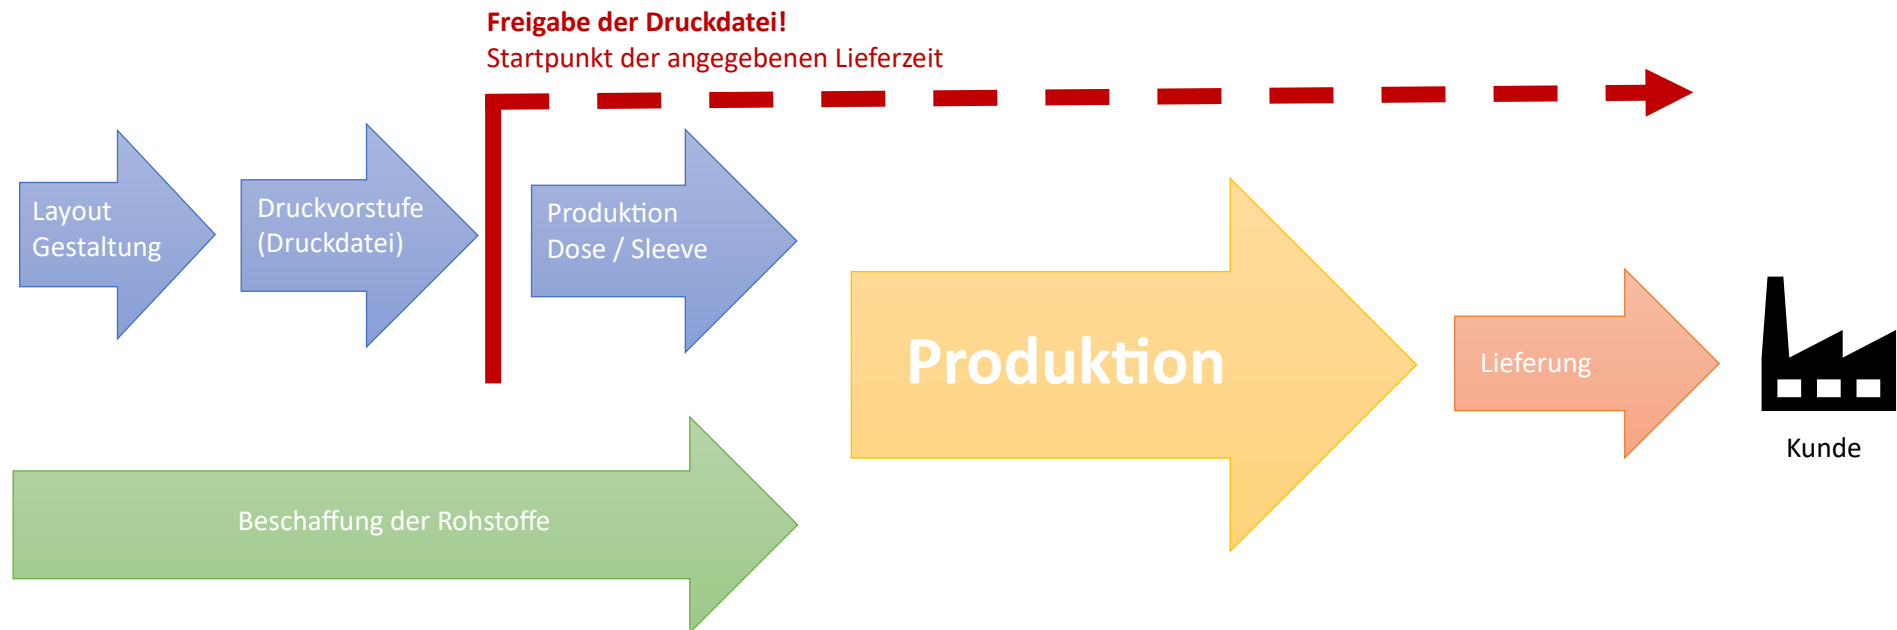 Freigabe der Druckdatei!
Startpunkt der angegebenen Lieferzeit
Layout
Gestaltung
Druckvorstufe
(Druckdatei)
Produktion
Dose / Sleeve
Produktion
Lieferung
Kunde
Beschaffung der Rohstoffe